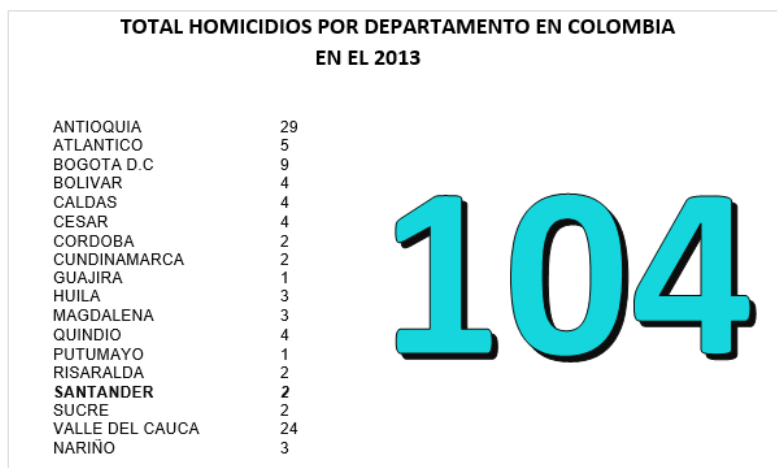 TOTAL HOMICIDIOS POR DEPARTAMENTO EN COLOMBIA
EN EL 2013
ANTIOQUIA 29
ATLANTICO 5
BOGOTA D.C 9
BOLIVAR 4
CALDAS 4
CESAR 4
CORDOBA 2
CUNDINAMARCA 2
GUAJIRA 1
HUILA 3
MAGDALENA 3
QUINDIO 4
PUTUMAYO 1
RISARALDA 2
SANTANDER 2
SUCRE 2
VALLE DEL CAUCA 24
NARIÑO 3
104